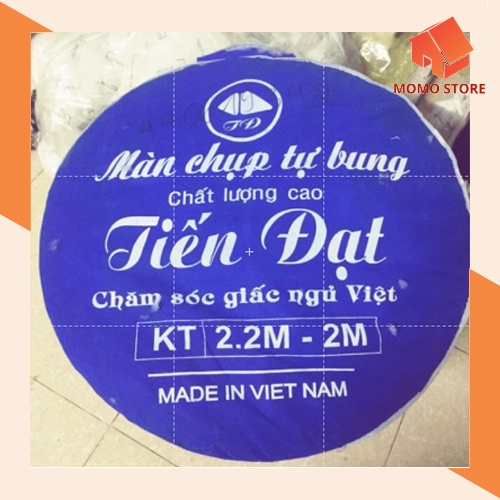 MOMO STORE
TĐ
Màn chụp tự bung
Chất lượng cao
Tiến Đạt
Chăm sóc giấc ngủ Việt
KT 2.2M - 2M
MADE IN VIET NAM